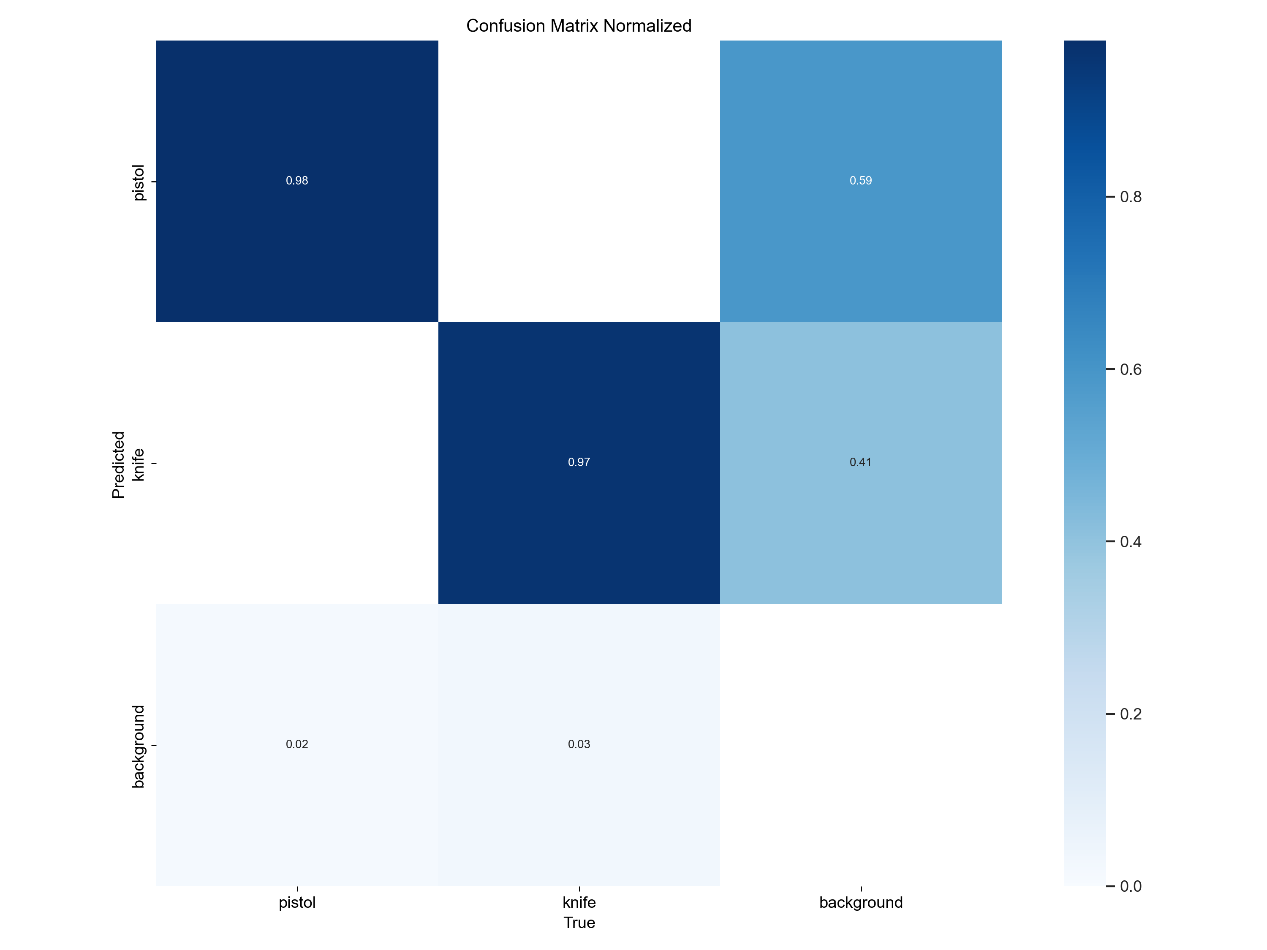 Confusion Matrix Normalized
pistol
0.98
0.59
0.8
Predicted
knife
0.97
0.41
0.6
0.4
background
0.02
0.03
0.2
0.0
pistol
knife
background
True